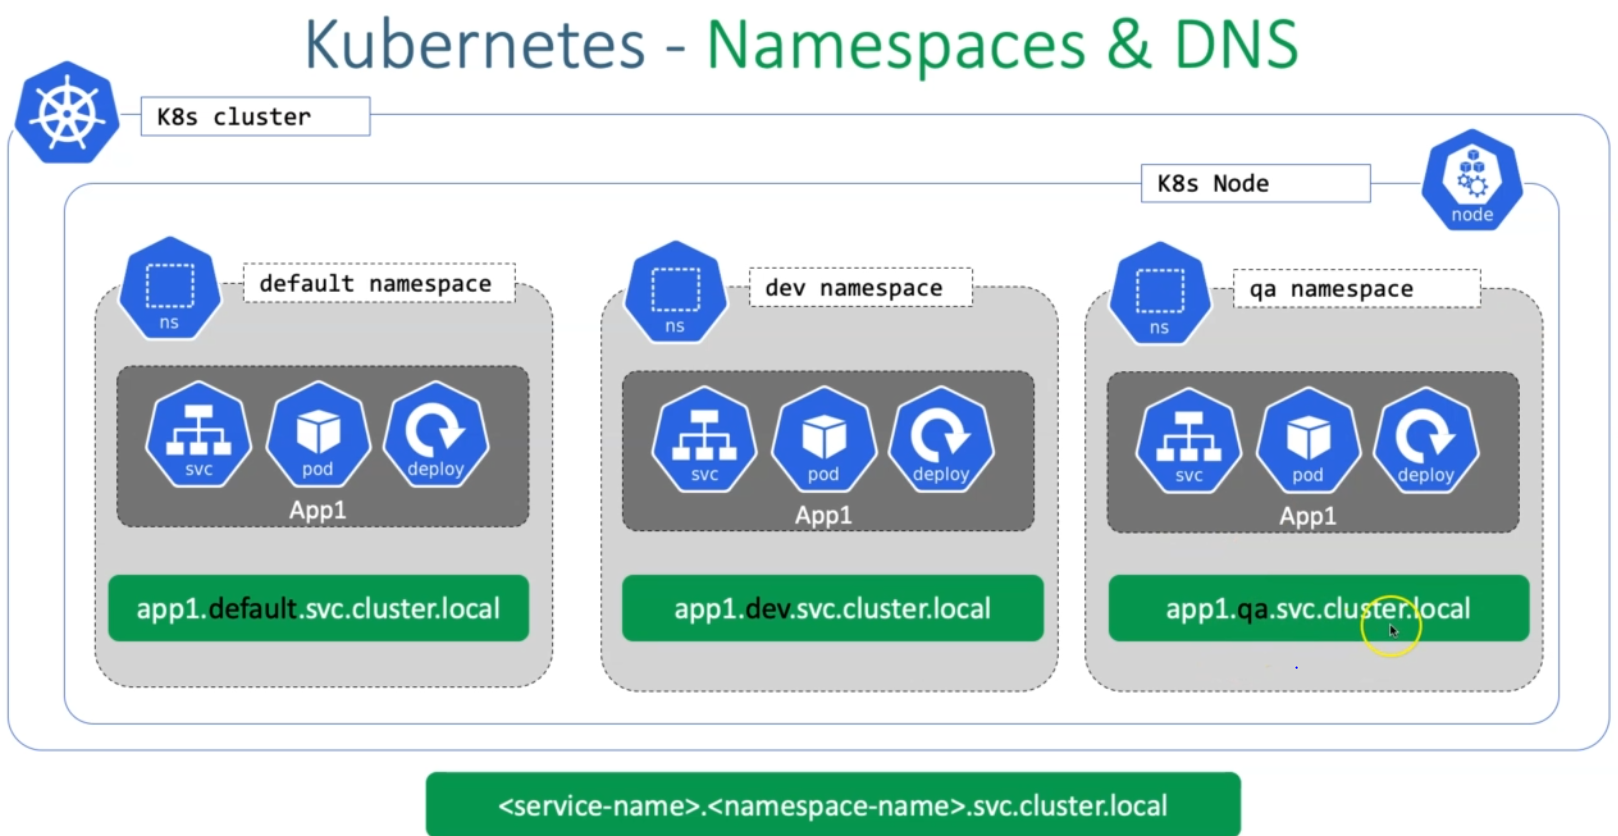 Kubernetes - Namespaces & DNS
K8s cluster
K8s Node
node
default namespace
ns
svc
pod
deploy
App1
app1.default.svc.cluster.local
dev namespace
ns
svc
pod
deploy
App1
app1.dev.svc.cluster.local
qa namespace
ns
svc
pod
deploy
App1
app1.qa.svc.cluster.local
<service-name>.<namespace-name>.svc.cluster.local